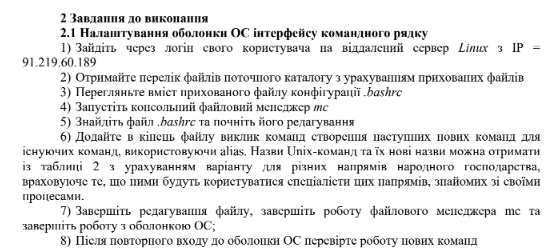 2 Завдання до виконання
2.1 Налаштування оболонки ОС інтерфейсу командного рядку
1) Зайдіть через логін свого користувача на віддалений сервер Linux з IP =
91.219.60.189
2) Отримайте перелік файлів поточного каталогу з урахуванням прихованих файлів
3) Перегляньте вміст прихованого файлу конфігурації .bashrc
4) Запустіть консольний файловий менеджер mc
5) Знайдіть файл .bashrc та почніть його редагування
6) Додайте в кінець файлу виклик команд створення наступних нових команд для
існуючих команд, використовуючи alias. Назви Unix-команд та їх нові назви можна отримати
із таблиці 2 з урахуванням варіанту для різних напрямів народного господарства,
враховуюче те, що ними будуть користуватися спеціалісти цих напрямів, знайомих зі своїми
процесами.
7) Завершіть редагування файлу, завершіть роботу файлового менеджера mc та
завершіть роботу з оболонкою ОС;
8) Після повторного входу до оболонки ОС перевірте роботу нових команд